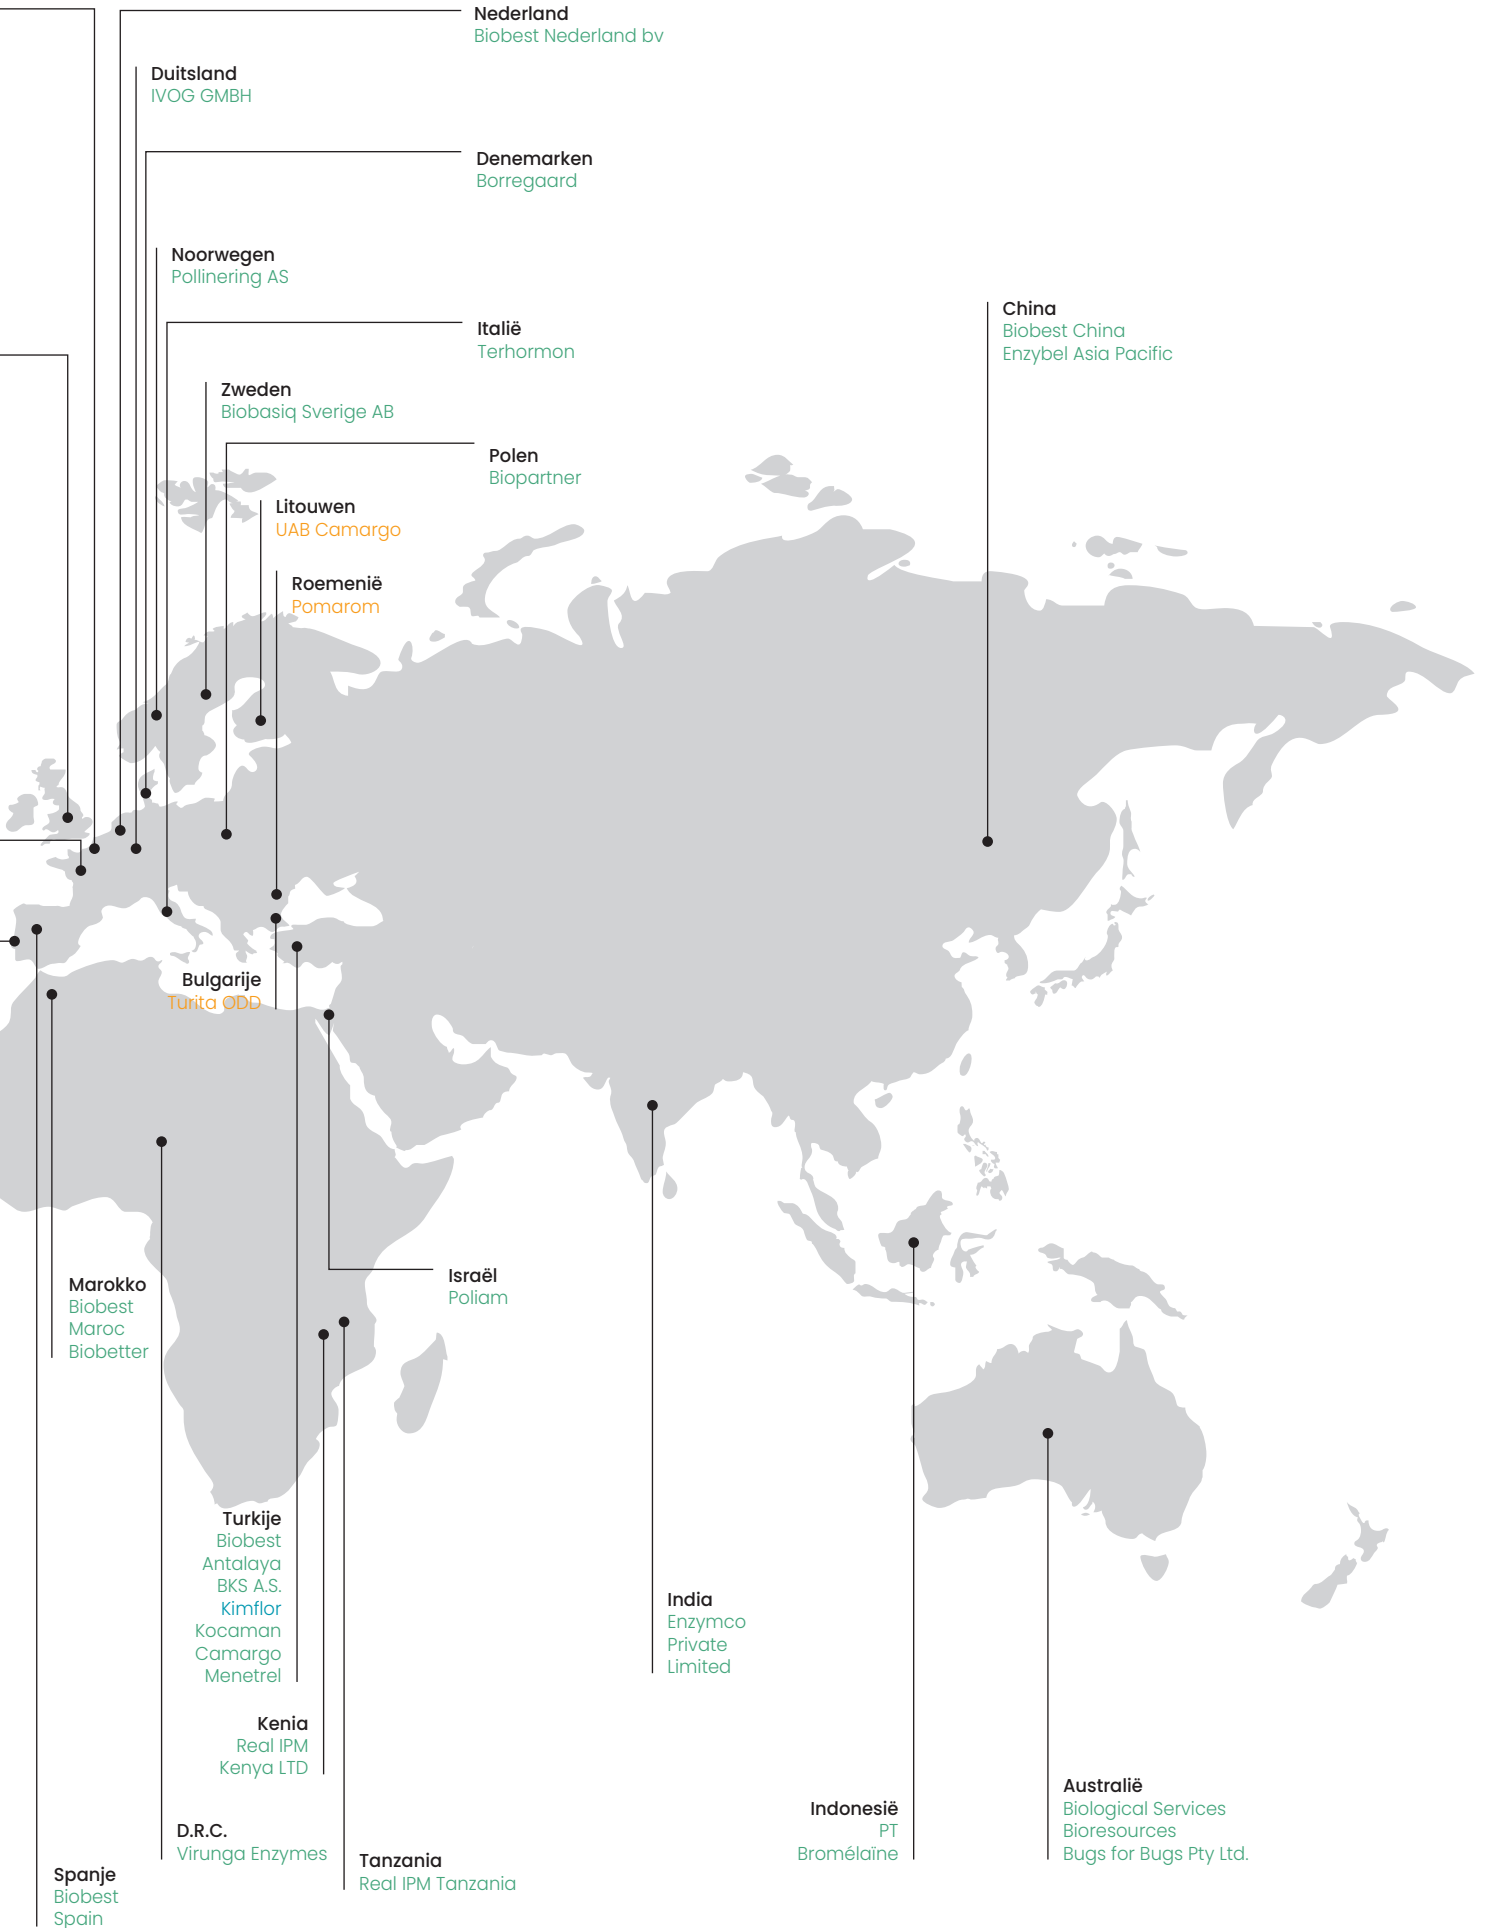 Nederland
Biobest Nederland bv
Duitsland
IVOG GMBH
Denemarken
Borregaard
Noorwegen
Pollinering AS
China
Biobest China
Enzybel Asia Pacific
Italië
Terhormon
Zweden
Biobasiq Sverige AB
Polen
Biopartner
Litouwen
UAB Camargo
Roemenië
Pomarom
Bulgarije
Turita ODD
Israël
Poliam
Marokko
Biobest
Maroc
Biobetter
Turkije
Biobest
Antalaya
BKS A.S.
Kimflor
Kocaman
Camargo
Menetrel
India
Enzymco
Private
Limited
Kenia
Real IPM
Kenya LTD
Indonesië
PT
Bromélaïne
Australië
Biological Services
Bioresources
Bugs for Bugs Pty Ltd.
D.R.C.
Virunga Enzymes
Tanzania
Real IPM Tanzania
Spanje
Biobest
Spain